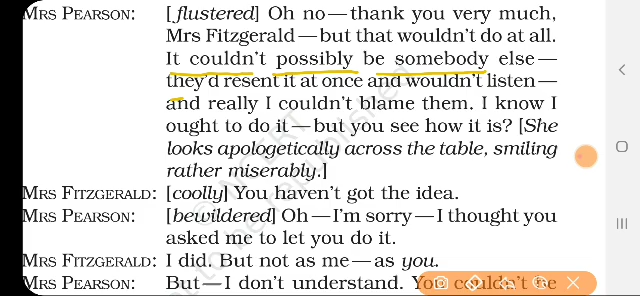 MRS PEARSON: [flustered] Oh no—thank you very much,
Mrs Fitzgerald—but that wouldn't do at all.
It couldn't possibly be somebody else—
they'd resent it at once and wouldn't listen—
and really I couldn't blame them. I know I
ought to do it—but you see how it is? [She
looks apologetically across the table, smiling
rather miserably.]
MRS FITZGERALD: [coolly] You haven't got the idea.
MRS PEARSON: [bewildered] Oh—I'm sorry—I thought you
asked me to let you do it.
MRS FITZGERALD: I did. But not as me—as you.
MRS PEARSON: But—I don't understand. You couldn't be